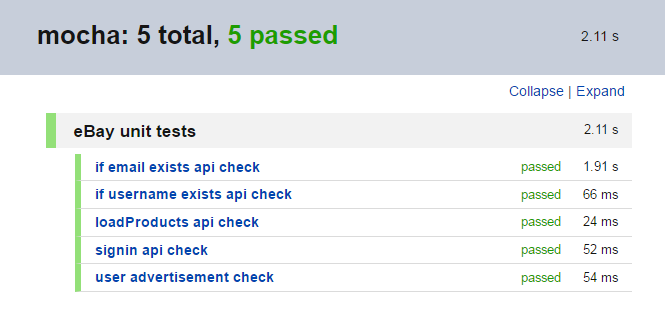 mocha: 5 total, 5 passed 2.11 s
Collapse | Expand
eBay unit tests 2.11 s
if email exists api check passed 1.91 s
if username exists api check passed 66 ms
loadProducts api check passed 24 ms
signin api check passed 52 ms
user advertisement check passed 54 ms